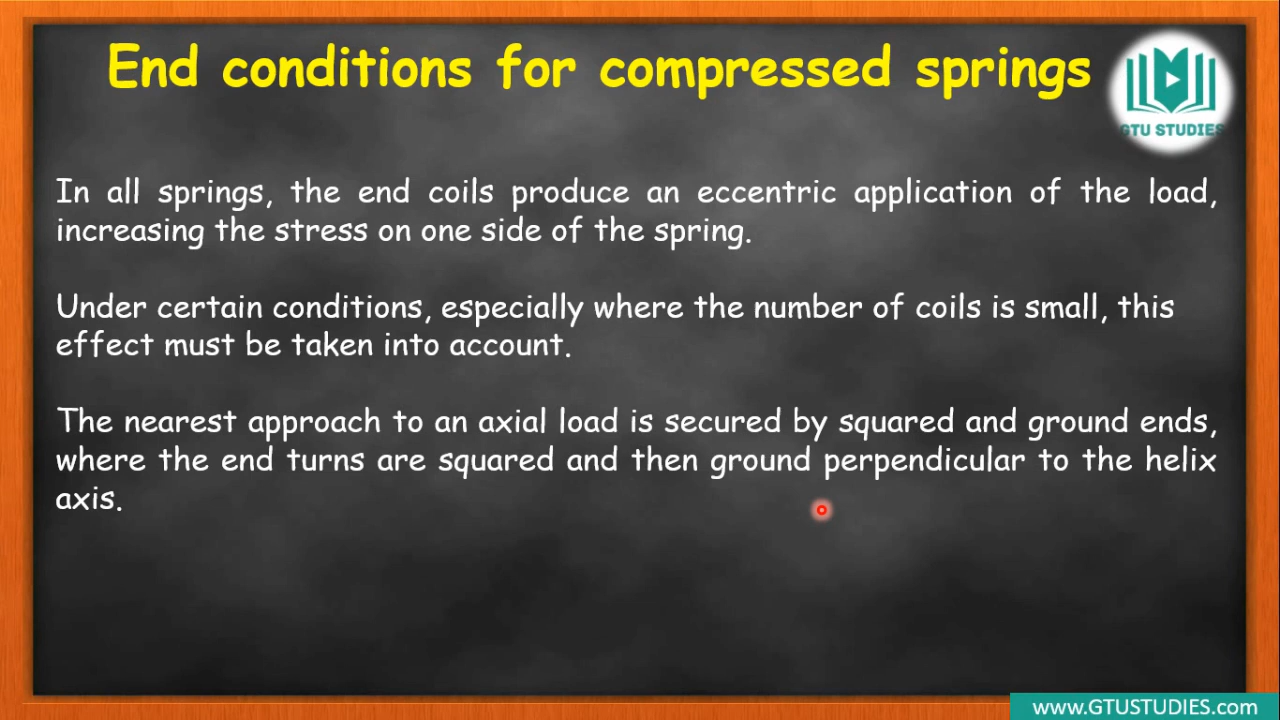 End conditions for compressed springs
GTU STUDIES
In all springs, the end coils produce an eccentric application of the load,
increasing the stress on one side of the spring.
Under certain conditions, especially where the number of coils is small, this
effect must be taken into account.
The nearest approach to an axial load is secured by squared and ground ends,
where the end turns are squared and then ground perpendicular to the helix
axis.
www.GTUSTUDIES.com